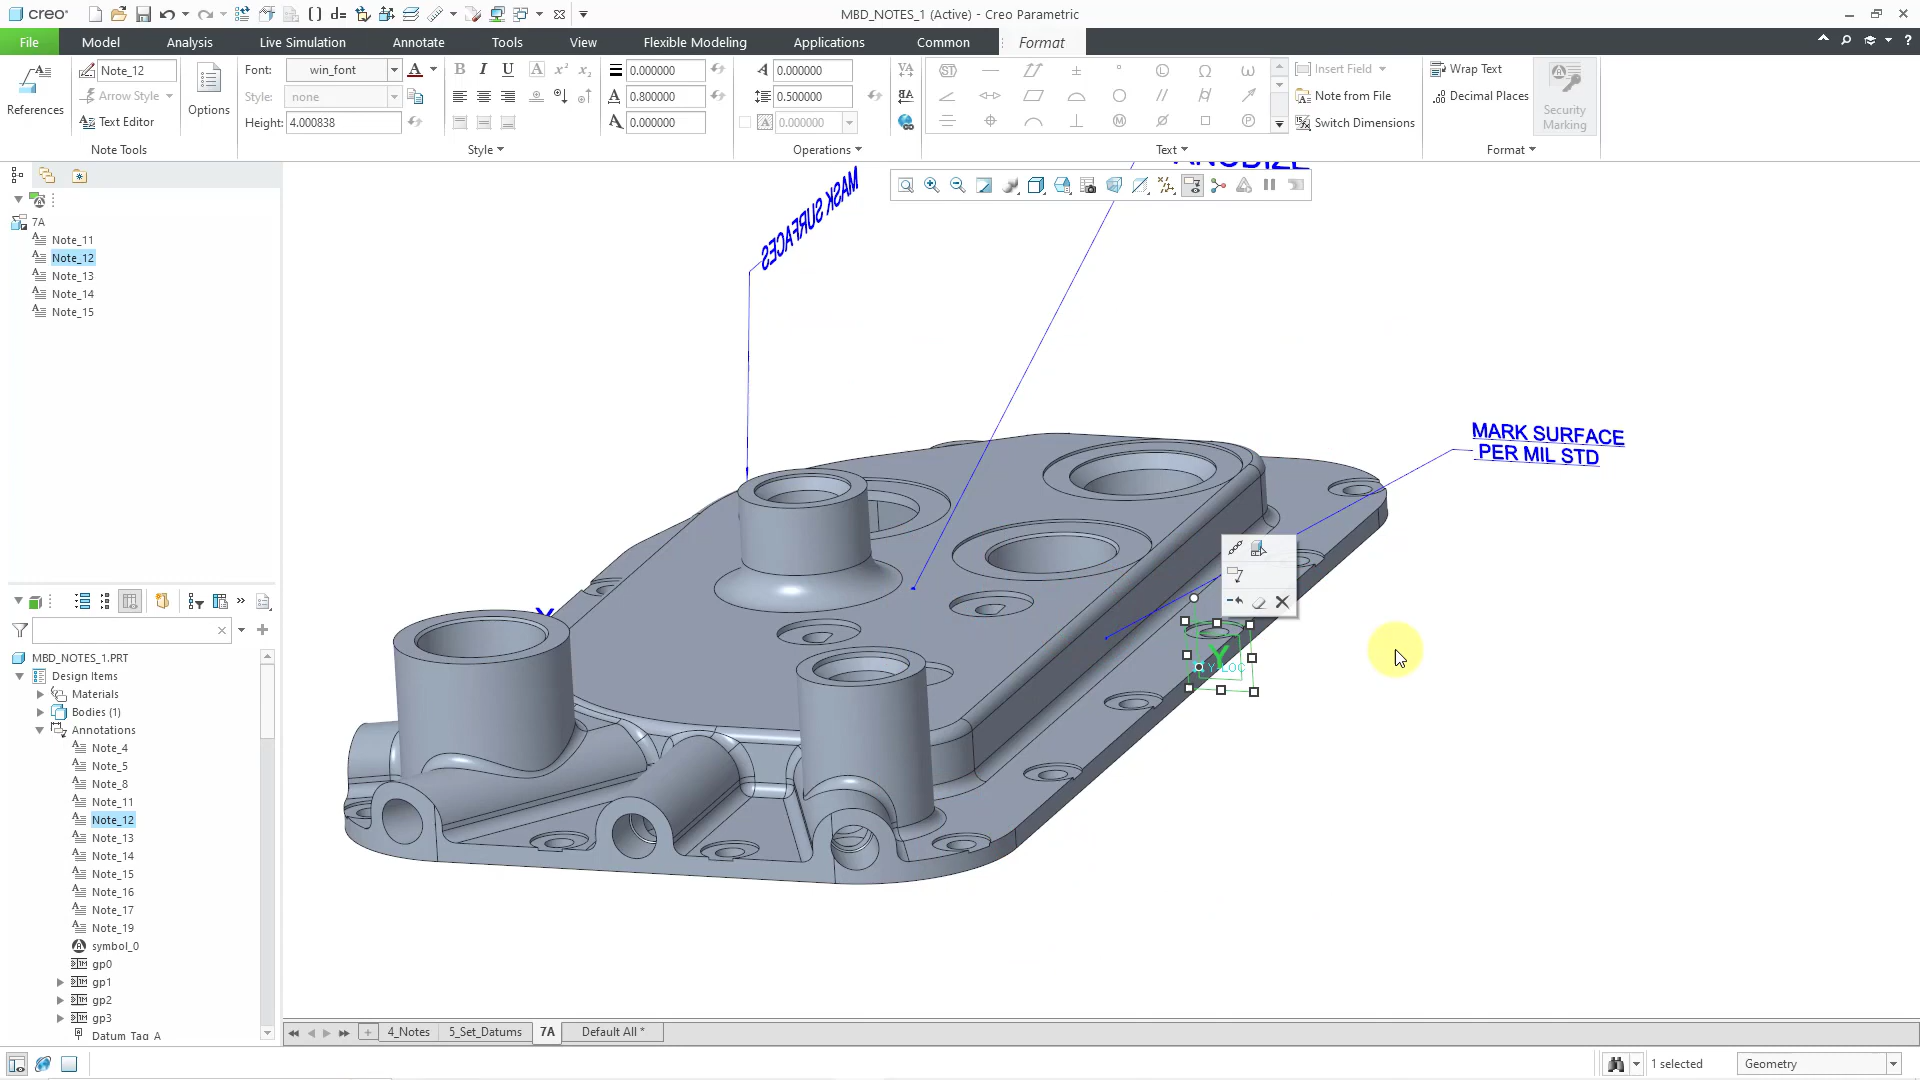 creo
MBD_NOTES_1 (Active) - Creo Parametric
File
Model
Analysis
Live Simulation
Annotate
Tools
View
Flexible Modeling
Applications
Common
Format
References
Note_12
Arrow Style
Text Editor
Note Tools
Options
Font:
win_font
Style:
none
Height:
4.000838
Style
0.000000
0.800000
0.000000
0.000000
0.500000
0.000000
Operations
Text
Insert Field
Note from File
Switch Dimensions
Wrap Text
Decimal Places
Security
Marking
Format
7A
Note_11
Note_12
Note_13
Note_14
Note_15
MBD_NOTES_1.PRT
Design Items
Materials
Bodies (1)
Annotations
Note_4
Note_5
Note_8
Note_11
Note_12
Note_13
Note_14
Note_15
Note_16
Note_17
Note_19
symbol_0
gp0
gp1
gp2
gp3
Datum Tag A
MASK SURFACES
ANODIZE
MARK SURFACE
PER MIL STD
X
Y
4_Notes
5_Set_Datums
7A
Default All *
1 selected
Geometry